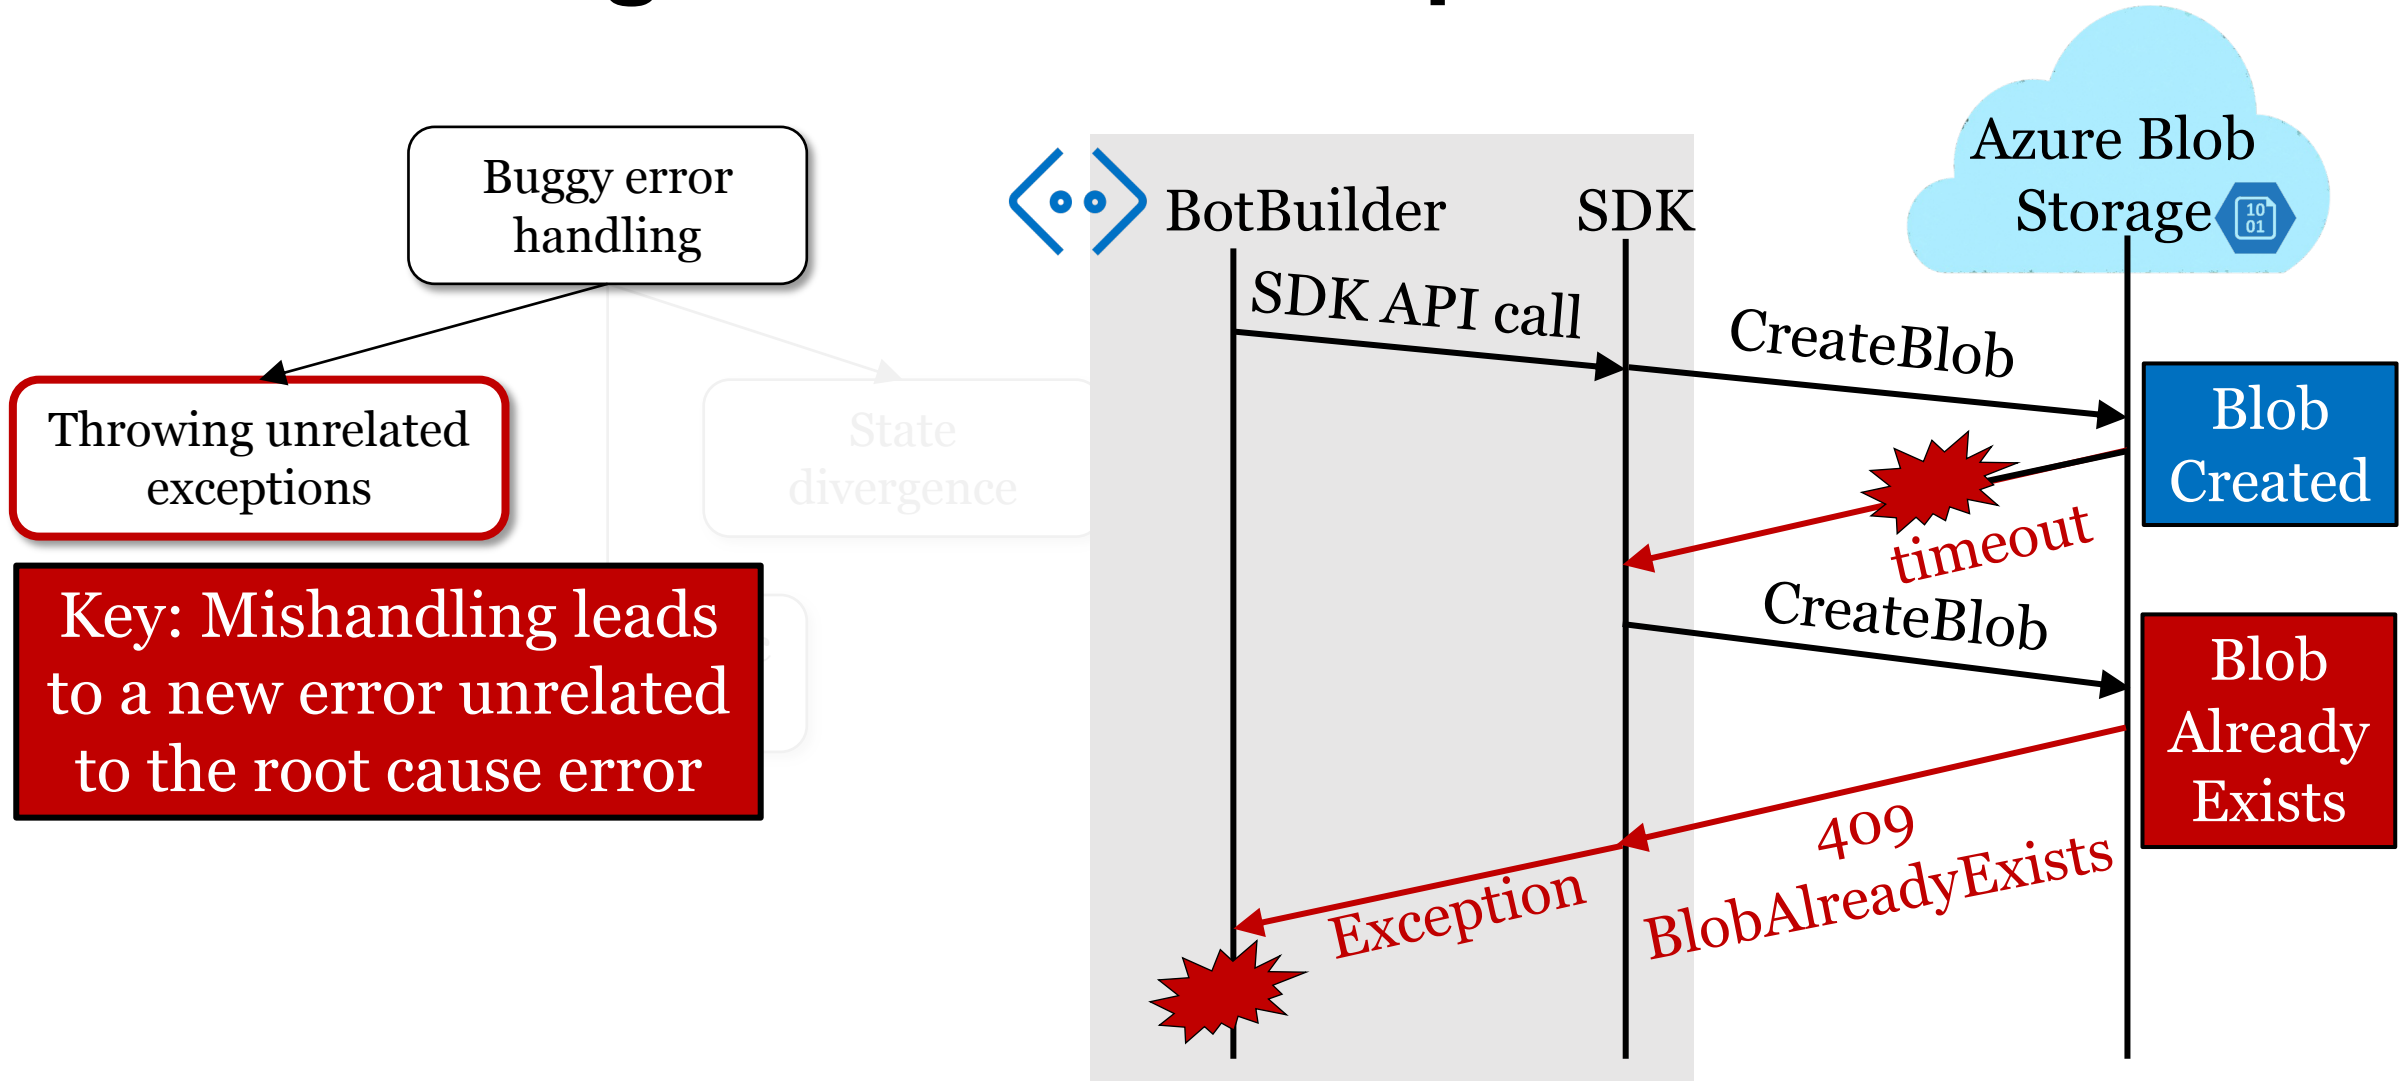 Buggy error
handling
Throwing unrelated
exceptions
State
divergence
Key: Mishandling leads
to a new error unrelated
to the root cause error
BotBuilder
SDK
Azure Blob
Storage
10
01
SDK API call
CreateBlob
Blob
Created
timeout
CreateBlob
Blob
Already
Exists
409
BlobAlreadyExists
Exception